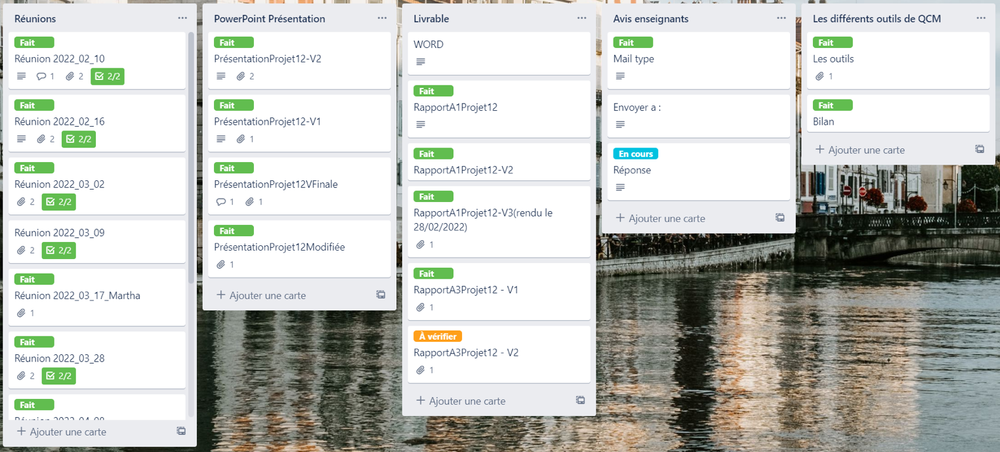 Réunions
Fait
Réunion 2022_02_10
1
2
2/2
Fait
Réunion 2022_02_16
2
2/2
Fait
Réunion 2022_03_02
2
2/2
Réunion 2022_03_09
2
2/2
Fait
Réunion 2022_03_17_Martha
1
Fait
Réunion 2022_03_28
2
2/2
Fait
+ Ajouter une carte
PowerPoint Présentation
Fait
PrésentationProjet12-V2
2
Fait
PrésentationProjet12-V1
1
Fait
PrésentationProjet12VFinale
1
1
Fait
PrésentationProjet12Modifiée
1
+ Ajouter une carte
Livrable
WORD
Fait
RapportA1Projet12
Fait
RapportA1Projet12-V2
Fait
RapportA1Projet12-V3(rendu le
28/02/2022)
1
Fait
RapportA3Projet12 - V1
1
À vérifier
RapportA3Projet12 - V2
1
+ Ajouter une carte
Avis enseignants
Fait
Mail type
Envoyer a :
En cours
Réponse
+ Ajouter une carte
Les différents outils de QCM
Fait
Les outils
1
Fait
Bilan
+ Ajouter une carte